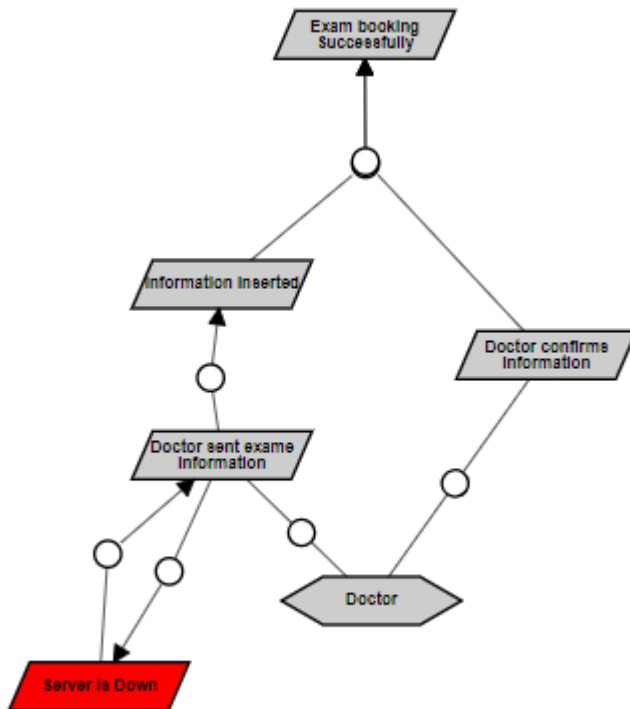 Exam booking
Successfully
Information Inserted
Doctor confirms
Information
Doctor sent exame
Information
Doctor
Server is Down